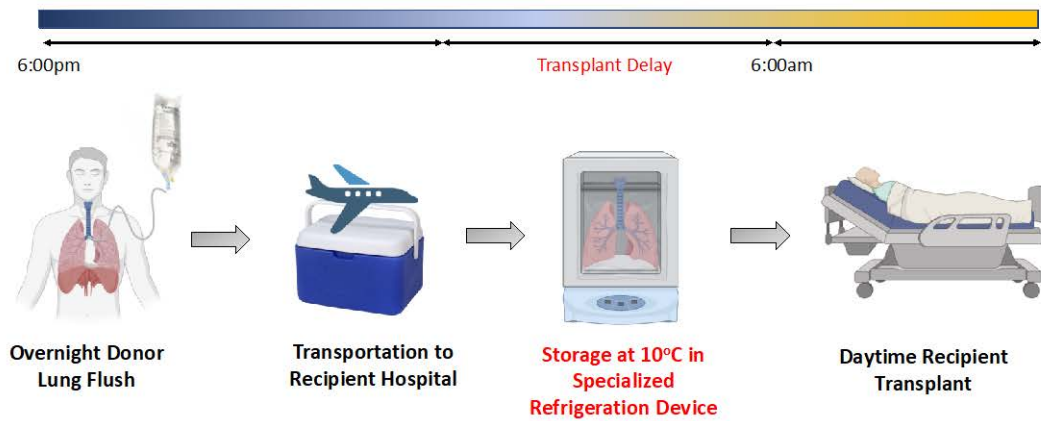 6:00pm
Transplant Delay
6:00am
Overnight Donor
Lung Flush
Transportation to
Recipient Hospital
Storage at 10°C in
Specialized
Refrigeration Device
Daytime Recipient
Transplant